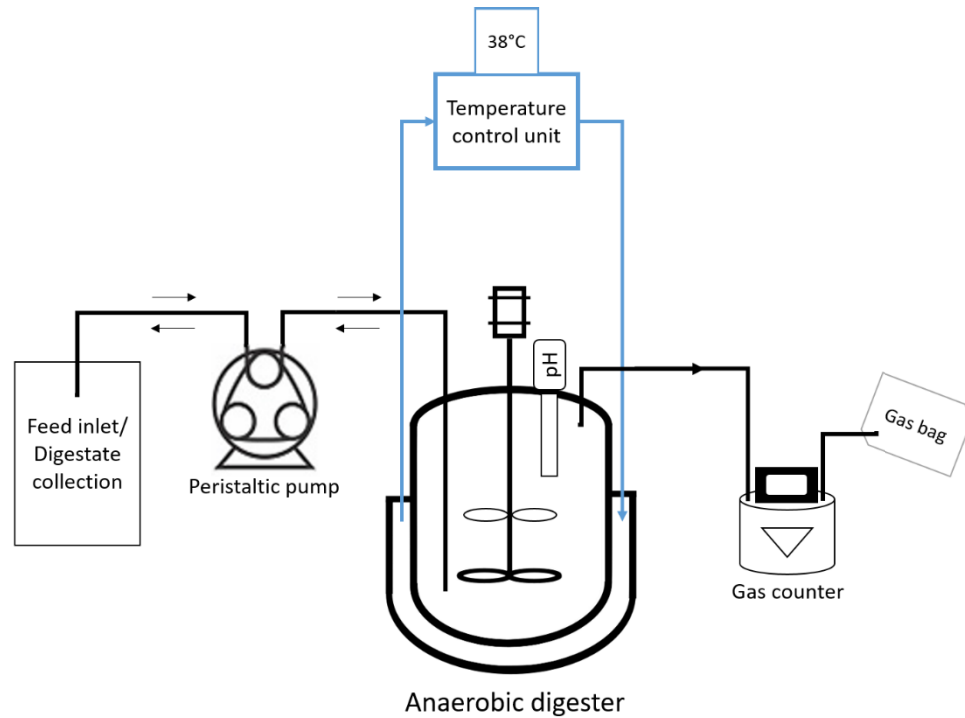 38°C
Temperature
control unit
pH
Feed inlet/
Digestate
collection
Peristaltic pump
Gas bag
Gas counter
Anaerobic digester